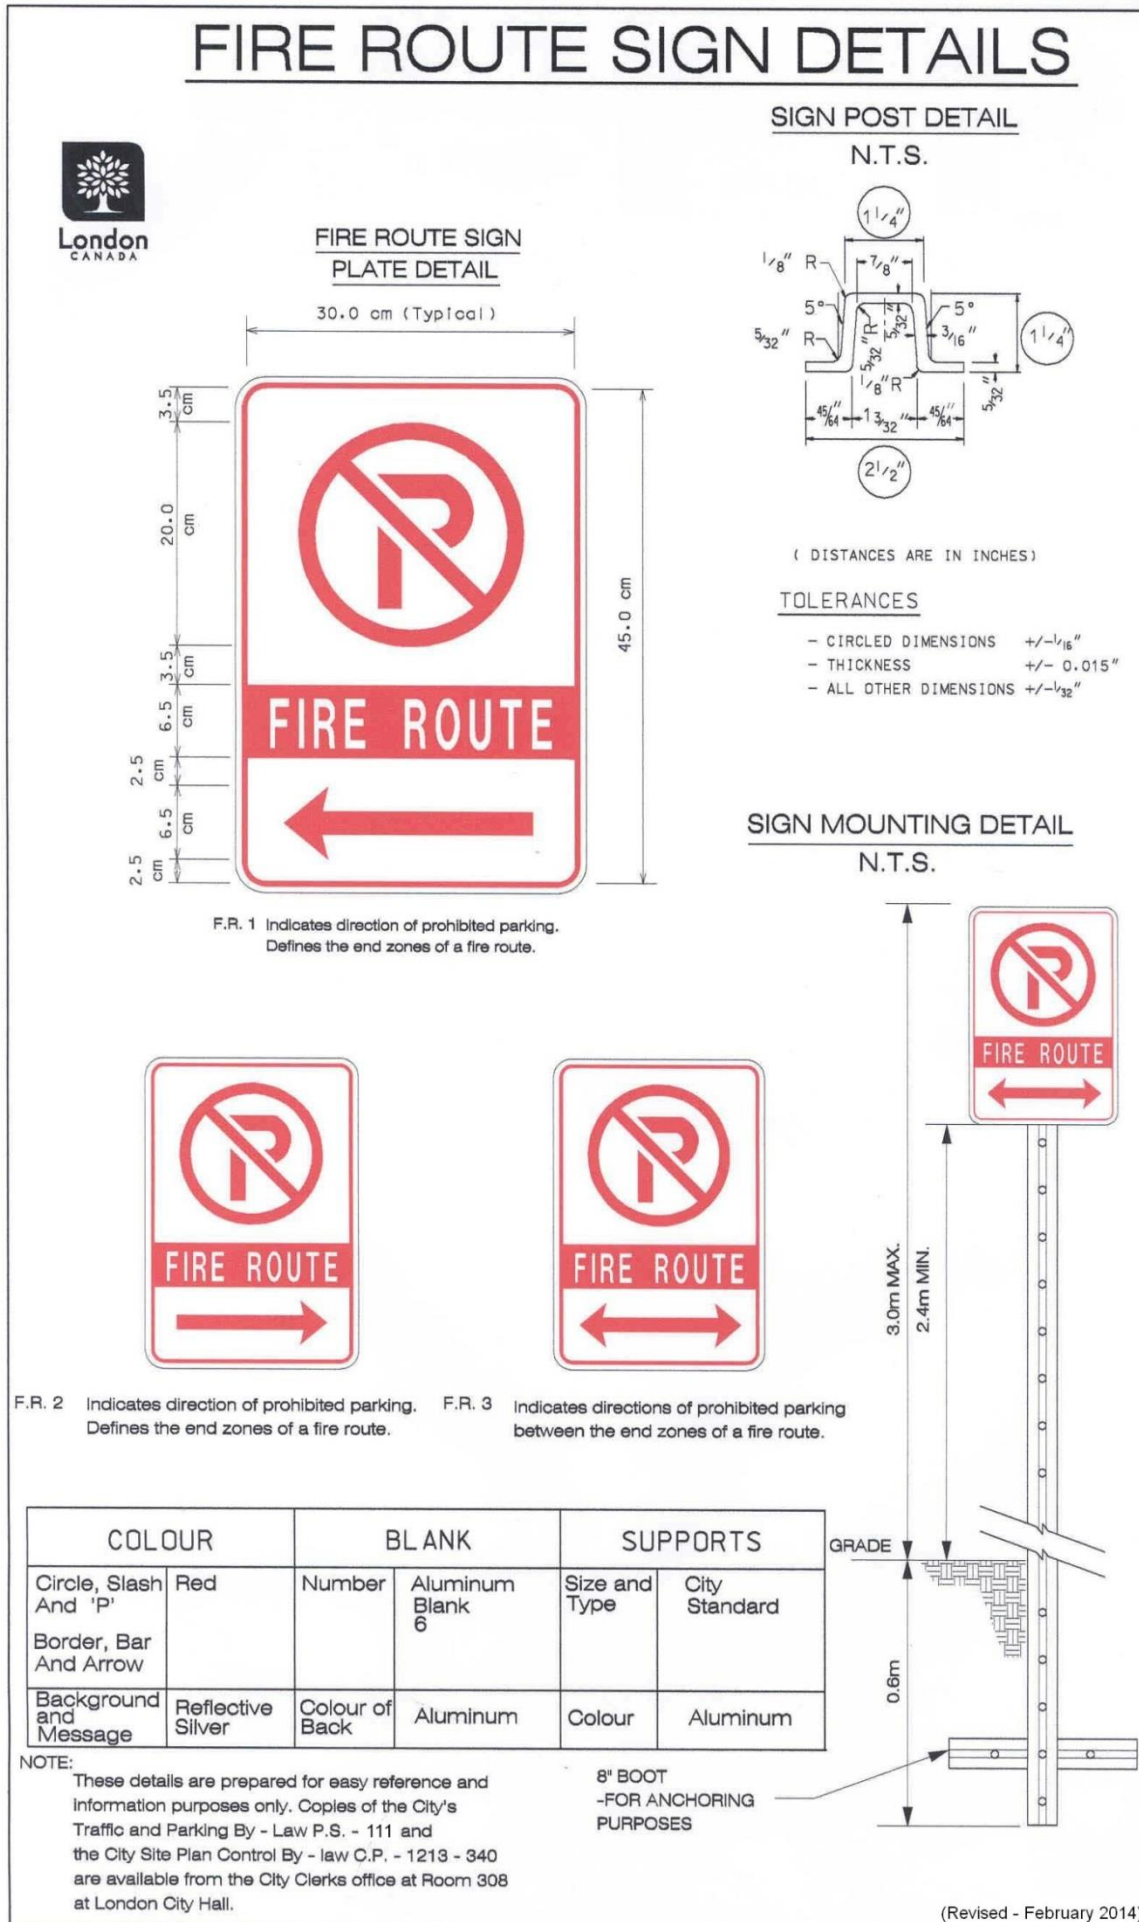 FIRE ROUTE SIGN DETAILS
London
CANADA
FIRE ROUTE SIGN
PLATE DETAIL
30.0 cm (Typical)
3.5 cm
20.0 cm
3.5 cm
6.5 cm
2.5 cm
6.5 cm
2.5 cm
45.0 cm
P
FIRE ROUTE
F.R. 1 Indicates direction of prohibited parking.
Defines the end zones of a fire route.
SIGN POST DETAIL
N.T.S.
1 1/4"
1/8" R
7/8"
5°
5°
5/32" R
5/32" R
5/32"
3/16"
1 1/4"
1/8" R
5/32"
45/64"
1 3/32"
45/64"
2 1/2"
( DISTANCES ARE IN INCHES)
TOLERANCES
- CIRCLED DIMENSIONS +/-1/16"
- THICKNESS +/- 0.015"
- ALL OTHER DIMENSIONS +/-1/32"
SIGN MOUNTING DETAIL
N.T.S.
P
FIRE ROUTE
3.0m MAX.
2.4m MIN.
GRADE
0.6m
8" BOOT
-FOR ANCHORING
PURPOSES
P
FIRE ROUTE
F.R. 2 Indicates direction of prohibited parking.
Defines the end zones of a fire route.
P
FIRE ROUTE
F.R. 3 Indicates directions of prohibited parking
between the end zones of a fire route.
COLOUR BLANK SUPPORTS
Circle, Slash
And 'P'
Border, Bar
And Arrow
Red
Number
Aluminum
Blank
6
Size and
Type
City
Standard
Background
and
Message
Reflective
Silver
Colour of
Back
Aluminum
Colour
Aluminum
NOTE:
These details are prepared for easy reference and
information purposes only. Copies of the City's
Traffic and Parking By - Law P.S. - 111 and
the City Site Plan Control By - law C.P. - 1213 - 340
are available from the City Clerks office at Room 308
at London City Hall.
(Revised - February 2014)